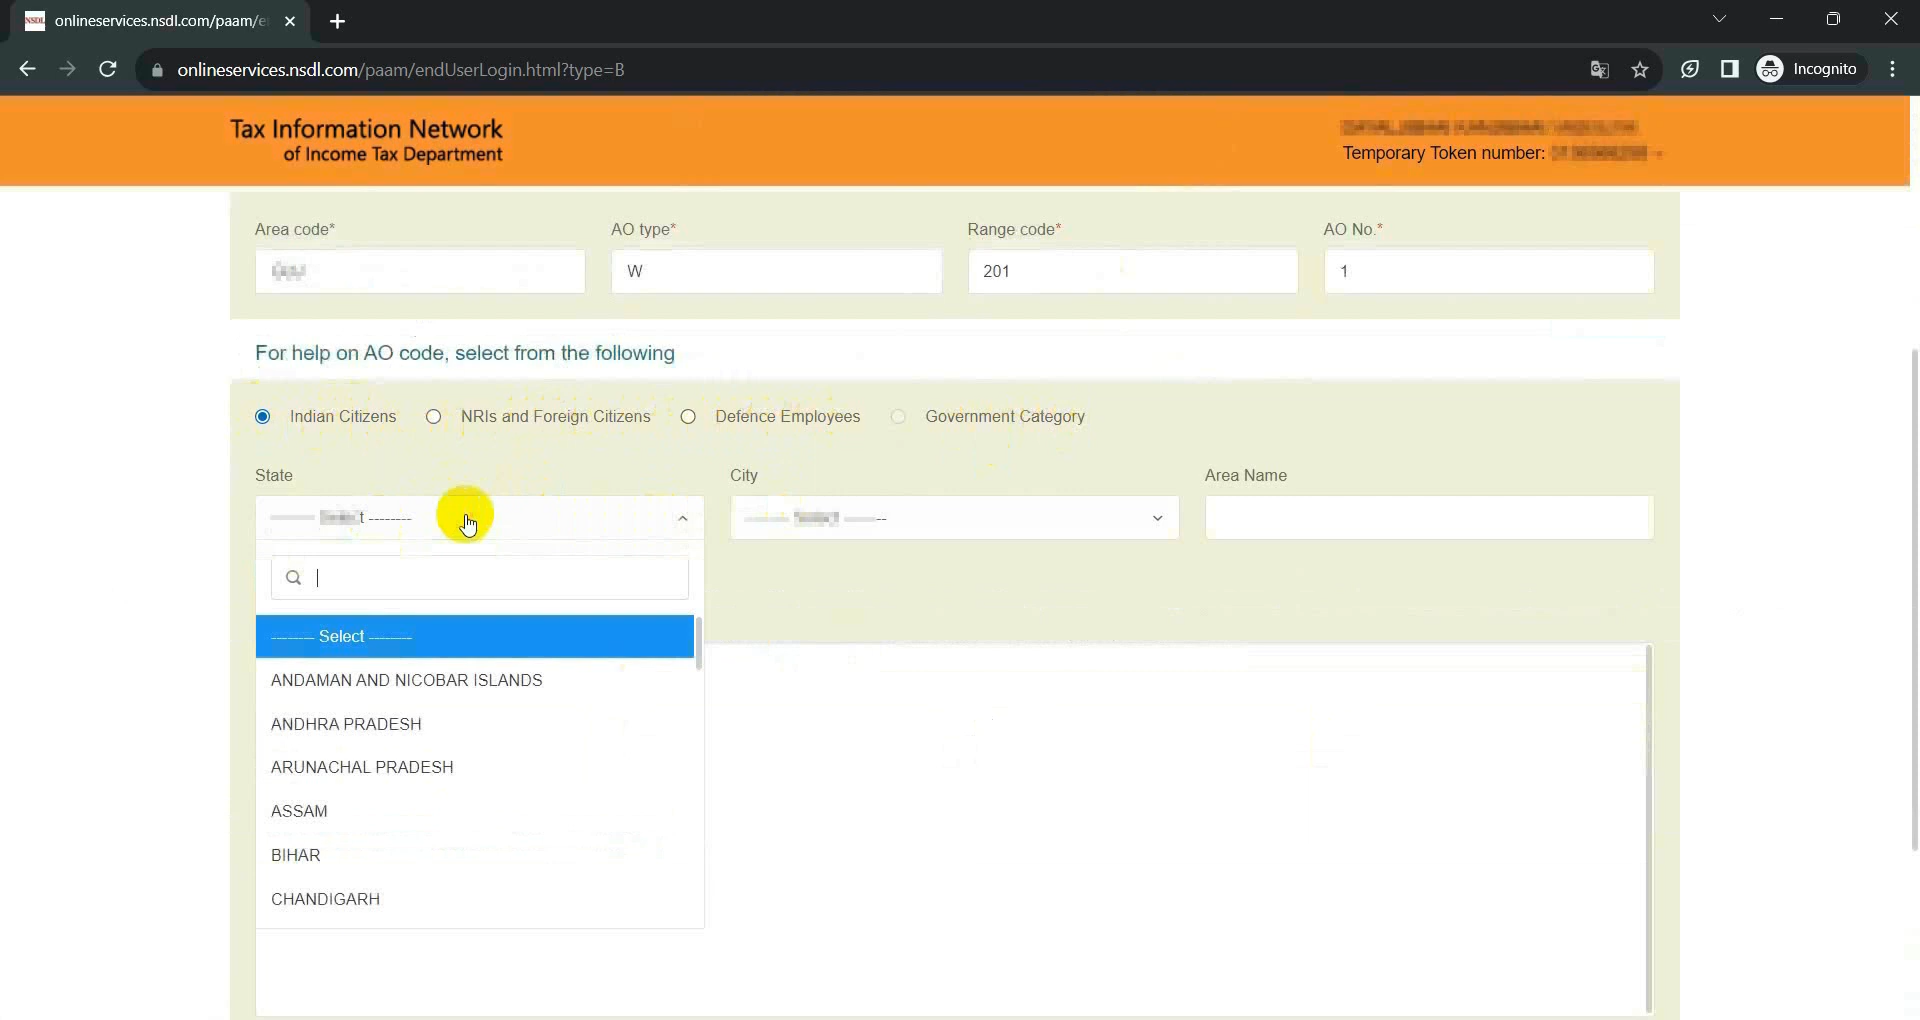 NSDL onlineservices.nsdl.com/paam/e
onlineservices.nsdl.com/paam/endUserLogin.html?type=B
Incognito
Tax Information Network
of Income Tax Department
Temporary Token number:
Area code*
AO type*
Range code*
AO No.*
W
201
1
For help on AO code, select from the following
Indian Citizens
NRIs and Foreign Citizens
Defence Employees
Government Category
State
City
Area Name
-------- Select --------
ANDAMAN AND NICOBAR ISLANDS
ANDHRA PRADESH
ARUNACHAL PRADESH
ASSAM
BIHAR
CHANDIGARH